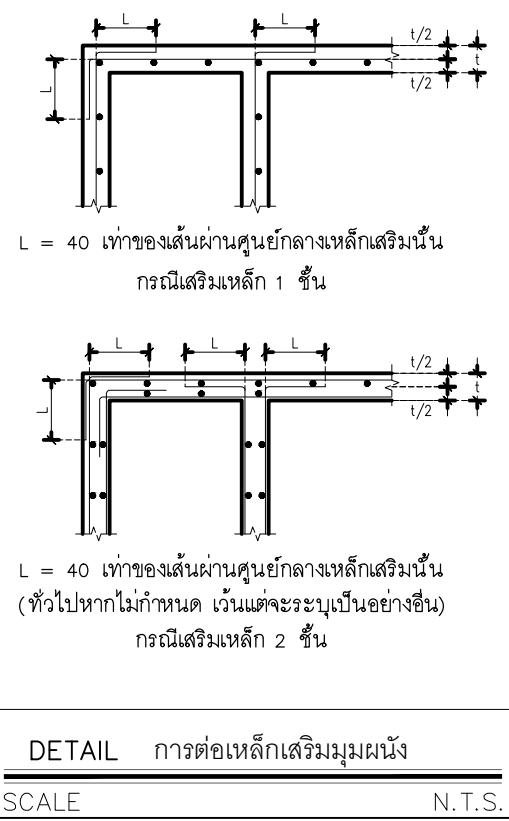 L L
t/2
L t
t/2
L = 40 เท่าของเส้นผ่านศูนย์กลางเหล็กเสริมนั้น
กรณีเสริมเหล็ก 1 ชั้น
L L L
t/2
L t
t/2
L = 40 เท่าของเส้นผ่านศูนย์กลางเหล็กเสริมนั้น
(ทั่วไปหากไม่กำหนด เว้นแต่จะระบุเป็นอย่างอื่น)
กรณีเสริมเหล็ก 2 ชั้น
DETAIL การต่อเหล็กเสริมมุมผนัง
SCALE N.T.S.